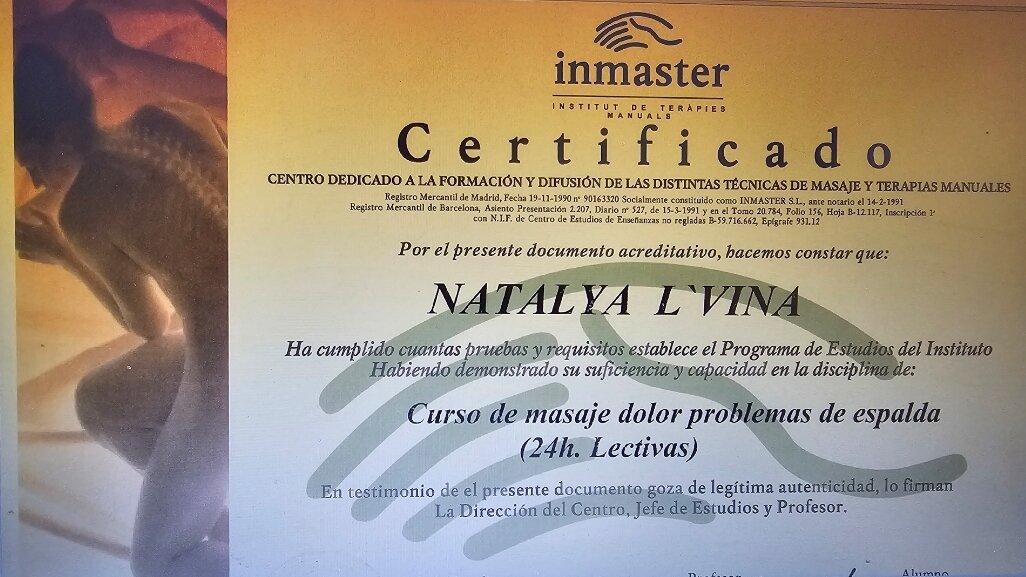 inmaster
INSTITUT DE TERÀPIES
MANUALS
Certificado
CENTRO DEDICADO A LA FORMACIÓN Y DIFUSIÓN DE LAS DISTINTAS TÉCNICAS DE MASAJE Y TERAPIAS MANUALES
Registro Mercantil de Madrid, Fecha 19-11-1990 nº 90163320 Socialmente constituido como INMASTER S.L., ante notario el 14-2-1991
Registro Mercantil de Barcelona, Asiento Presentación 2.207, Diario nº 527, de 15-3-1991 y en el Tomo 20.784, Folio 156, Hoja B-12.117, Inscripción 1ª
con N.I.F. de Centro de Estudios de Enseñanzas no regladas B-59.716.662, Epígrafe 931.12
Por el presente documento acreditativo, hacemos constar que:
NATALYA L`VINA
Ha cumplido cuantas pruebas y requisitos establece el Programa de Estudios del Instituto
Habiendo demostrado su suficiencia y capacidad en la disciplina de:
Curso de masaje dolor problemas de espalda
(24h. Lectivas)
En testimonio de el presente documento goza de legítima autenticidad, lo firman
La Dirección del Centro, Jefe de Estudios y Profesor.
Profesor Alumno